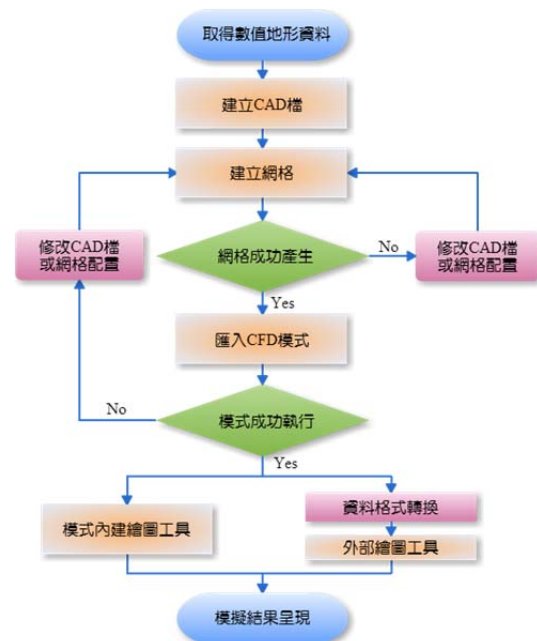 取得數值地形資料
建立CAD檔
建立網格
修改CAD檔
或網格配置
網格成功產生
No
修改CAD檔
或網格配置
Yes
匯入CFD模式
No
模式成功執行
Yes
模式內建繪圖工具
資料格式轉換
外部繪圖工具
模擬結果呈現